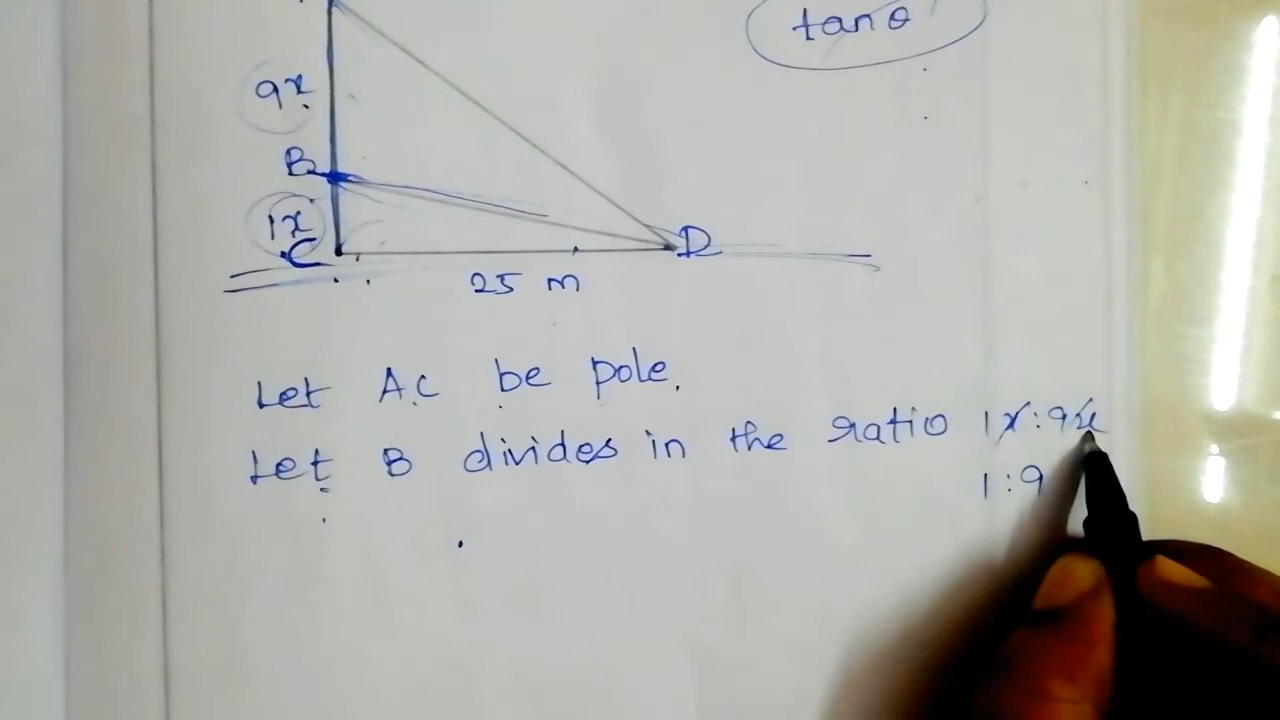 tanθ
9x
B
1x
C
D
25 m
Let AC be pole.
Let B divides in the ratio 1x:9x
1:9